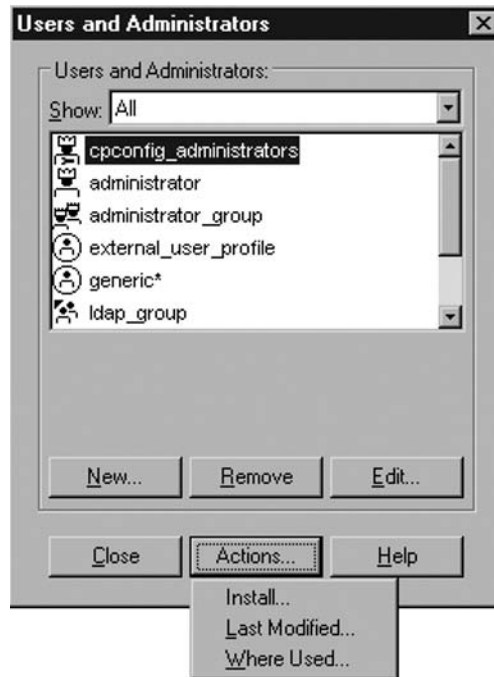 Users and Administrators
Users and Administrators:
Show: All
cpconfig_administrators
administrator
administrator_group
external_user_profile
generic*
ldap_group
New... Remove Edit...
Close Actions... Help
Install...
Last Modified...
Where Used...